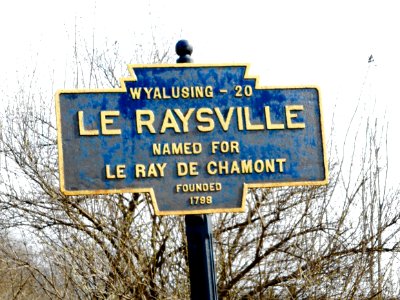 WYALUSING - 20
LE RAYSVILLE
NAMED FOR
LE RAY DE CHAMONT
FOUNDED
1798